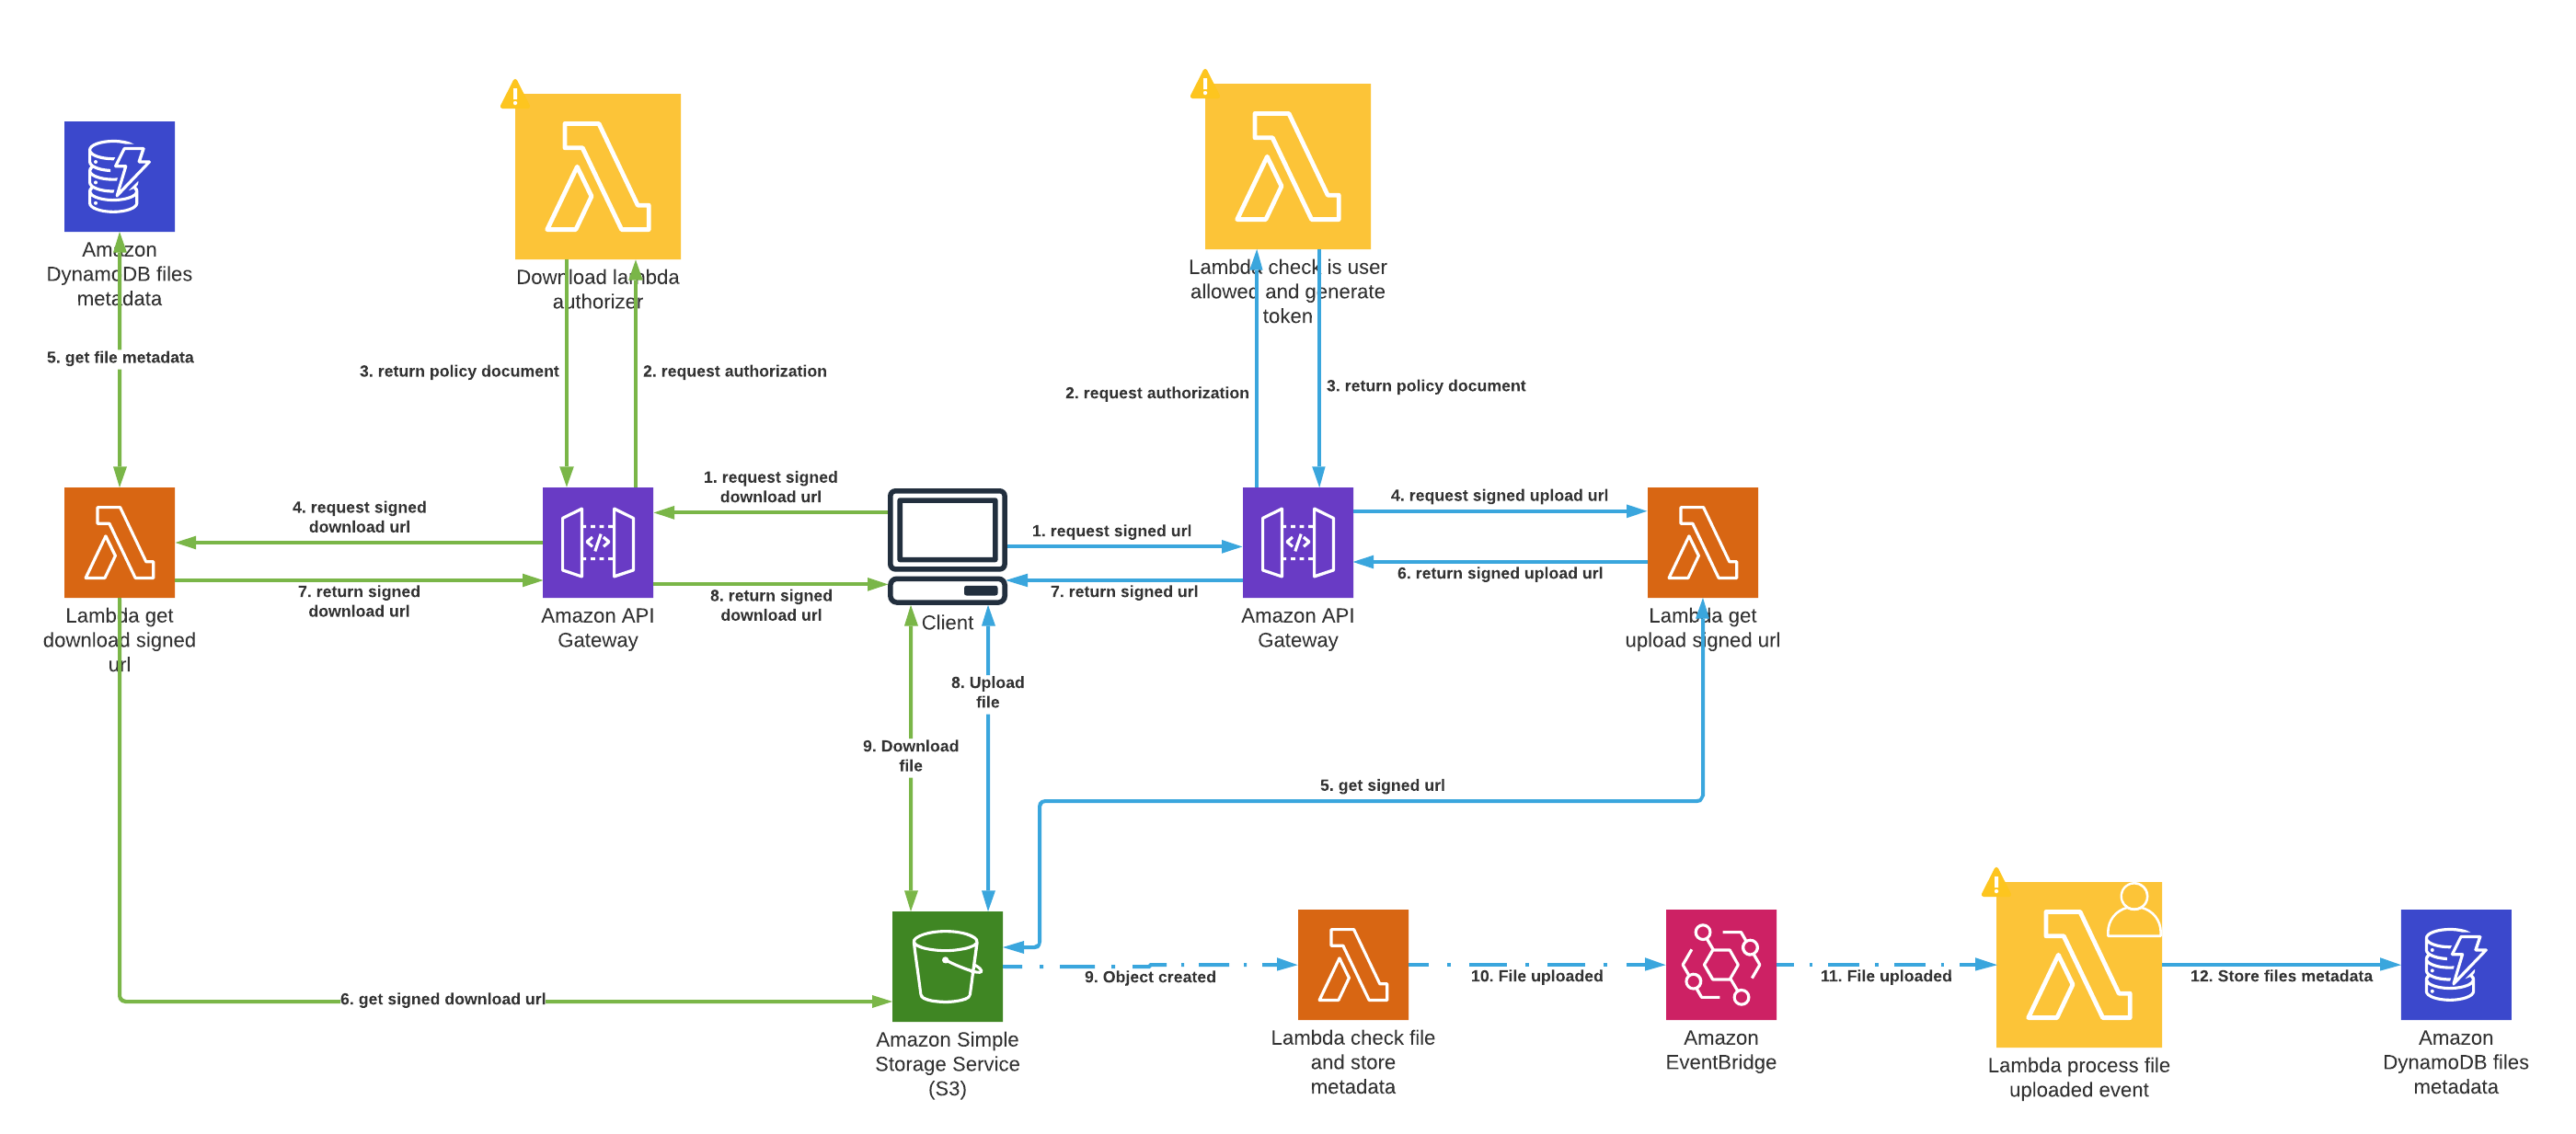 Amazon
DynamoDB files
metadata
Download lambda
authorizer
Lambda check is user
allowed and generate
token
5. get file metadata
3. return policy document
2. request authorization
2. request authorization
3. return policy document
1. request signed
download url
4. request signed
download url
1. request signed url
4. request signed upload url
7. return signed
download url
8. return signed
download url
7. return signed url
6. return signed upload url
Lambda get
download signed
url
Amazon API
Gateway
Client
Amazon API
Gateway
Lambda get
upload signed url
8. Upload
file
9. Download
file
5. get signed url
6. get signed download url
9. Object created
10. File uploaded
11. File uploaded
12. Store files metadata
Amazon Simple
Storage Service
(S3)
Lambda check file
and store
metadata
Amazon
EventBridge
Lambda process file
uploaded event
Amazon
DynamoDB files
metadata